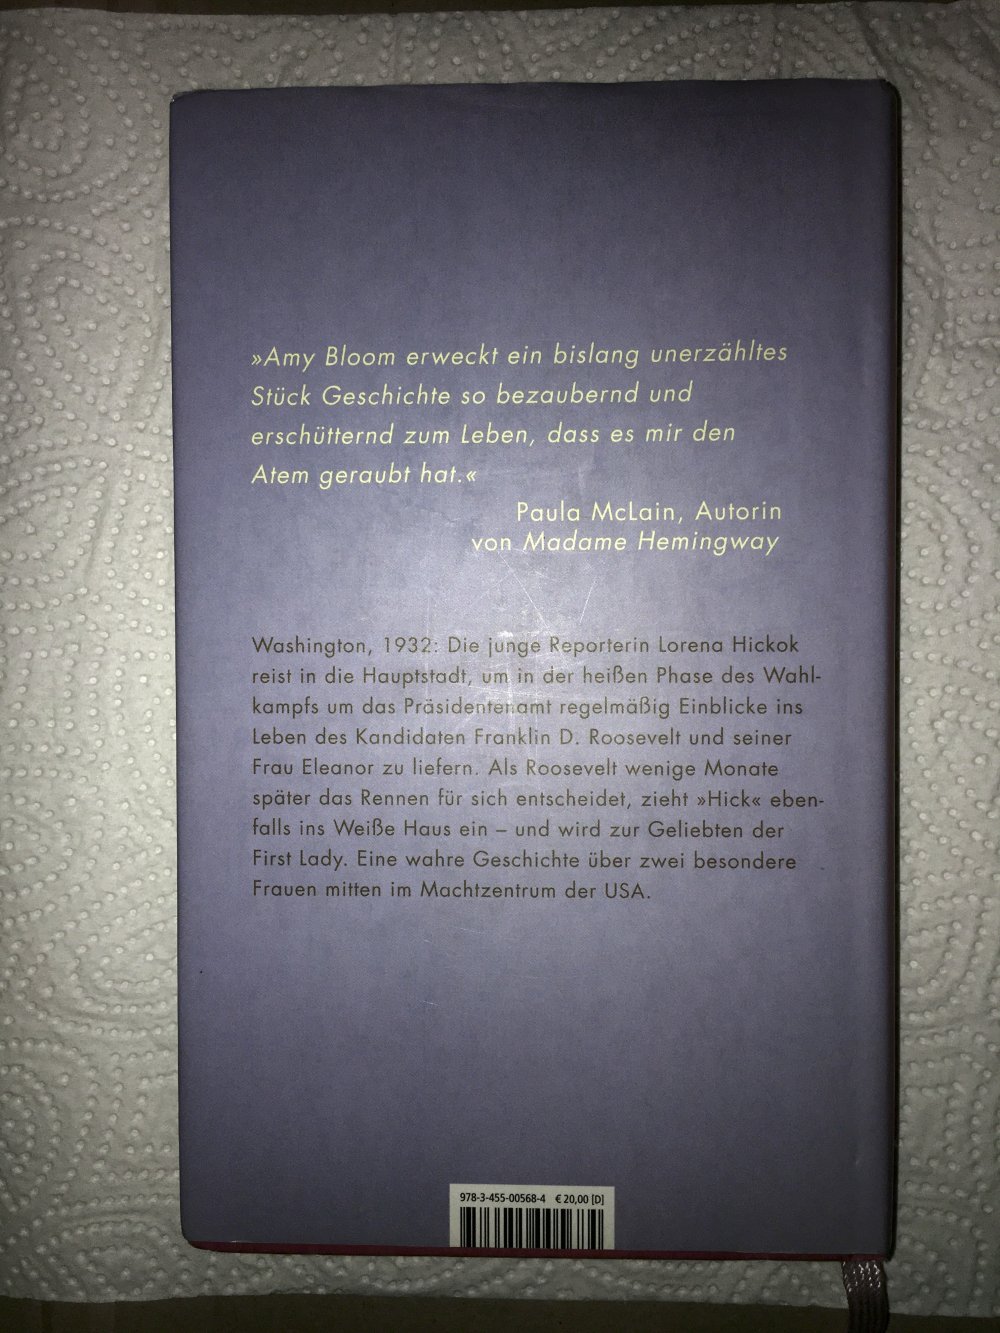 »Amy Bloom erweckt ein bislang unerzähltes
Stück Geschichte so bezaubernd und
erschütternd zum Leben, dass es mir den
Atem geraubt hat.«
Paula McLain, Autorin
von Madame Hemingway
Washington, 1932: Die junge Reporterin Lorena Hickok
reist in die Hauptstadt, um in der heißen Phase des Wahl-
kampfs um das Präsidentenamt regelmäßig Einblicke ins
Leben des Kandidaten Franklin D. Roosevelt und seiner
Frau Eleanor zu liefern. Als Roosevelt wenige Monate
später das Rennen für sich entscheidet, zieht »Hick« eben-
falls ins Weiße Haus ein – und wird zur Geliebten der
First Lady. Eine wahre Geschichte über zwei besondere
Frauen mitten im Machtzentrum der USA.
978-3-455-00568-4 € 20,00 [D]